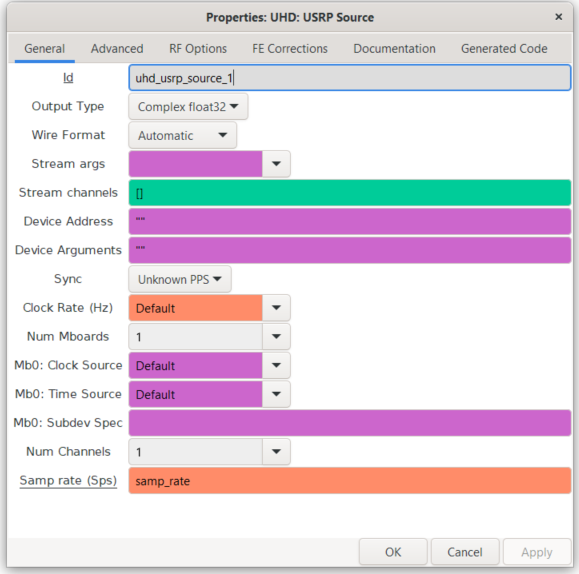 Properties: UHD: USRP Source ×
General Advanced RF Options FE Corrections Documentation Generated Code
Id uhd_usrp_source_1
Output Type Complex float32
Wire Format Automatic
Stream args
Stream channels []
Device Address ""
Device Arguments ""
Sync Unknown PPS
Clock Rate (Hz) Default
Num Mboards 1
Mb0: Clock Source Default
Mb0: Time Source Default
Mb0: Subdev Spec
Num Channels 1
Samp rate (Sps) samp_rate
OK Cancel Apply